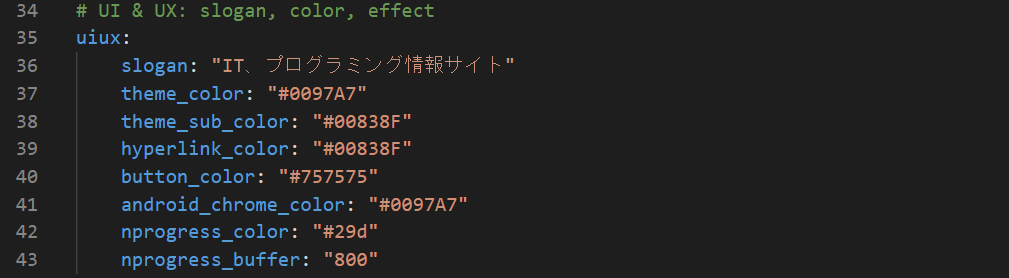 34 # UI & UX: slogan, color, effect
35 uiux:
36     slogan: "IT、プログラミング情報サイト"
37     theme_color: "#0097A7"
38     theme_sub_color: "#00838F"
39     hyperlink_color: "#00838F"
40     button_color: "#757575"
41     android_chrome_color: "#0097A7"
42     nprogress_color: "#29d"
43     nprogress_buffer: "800"